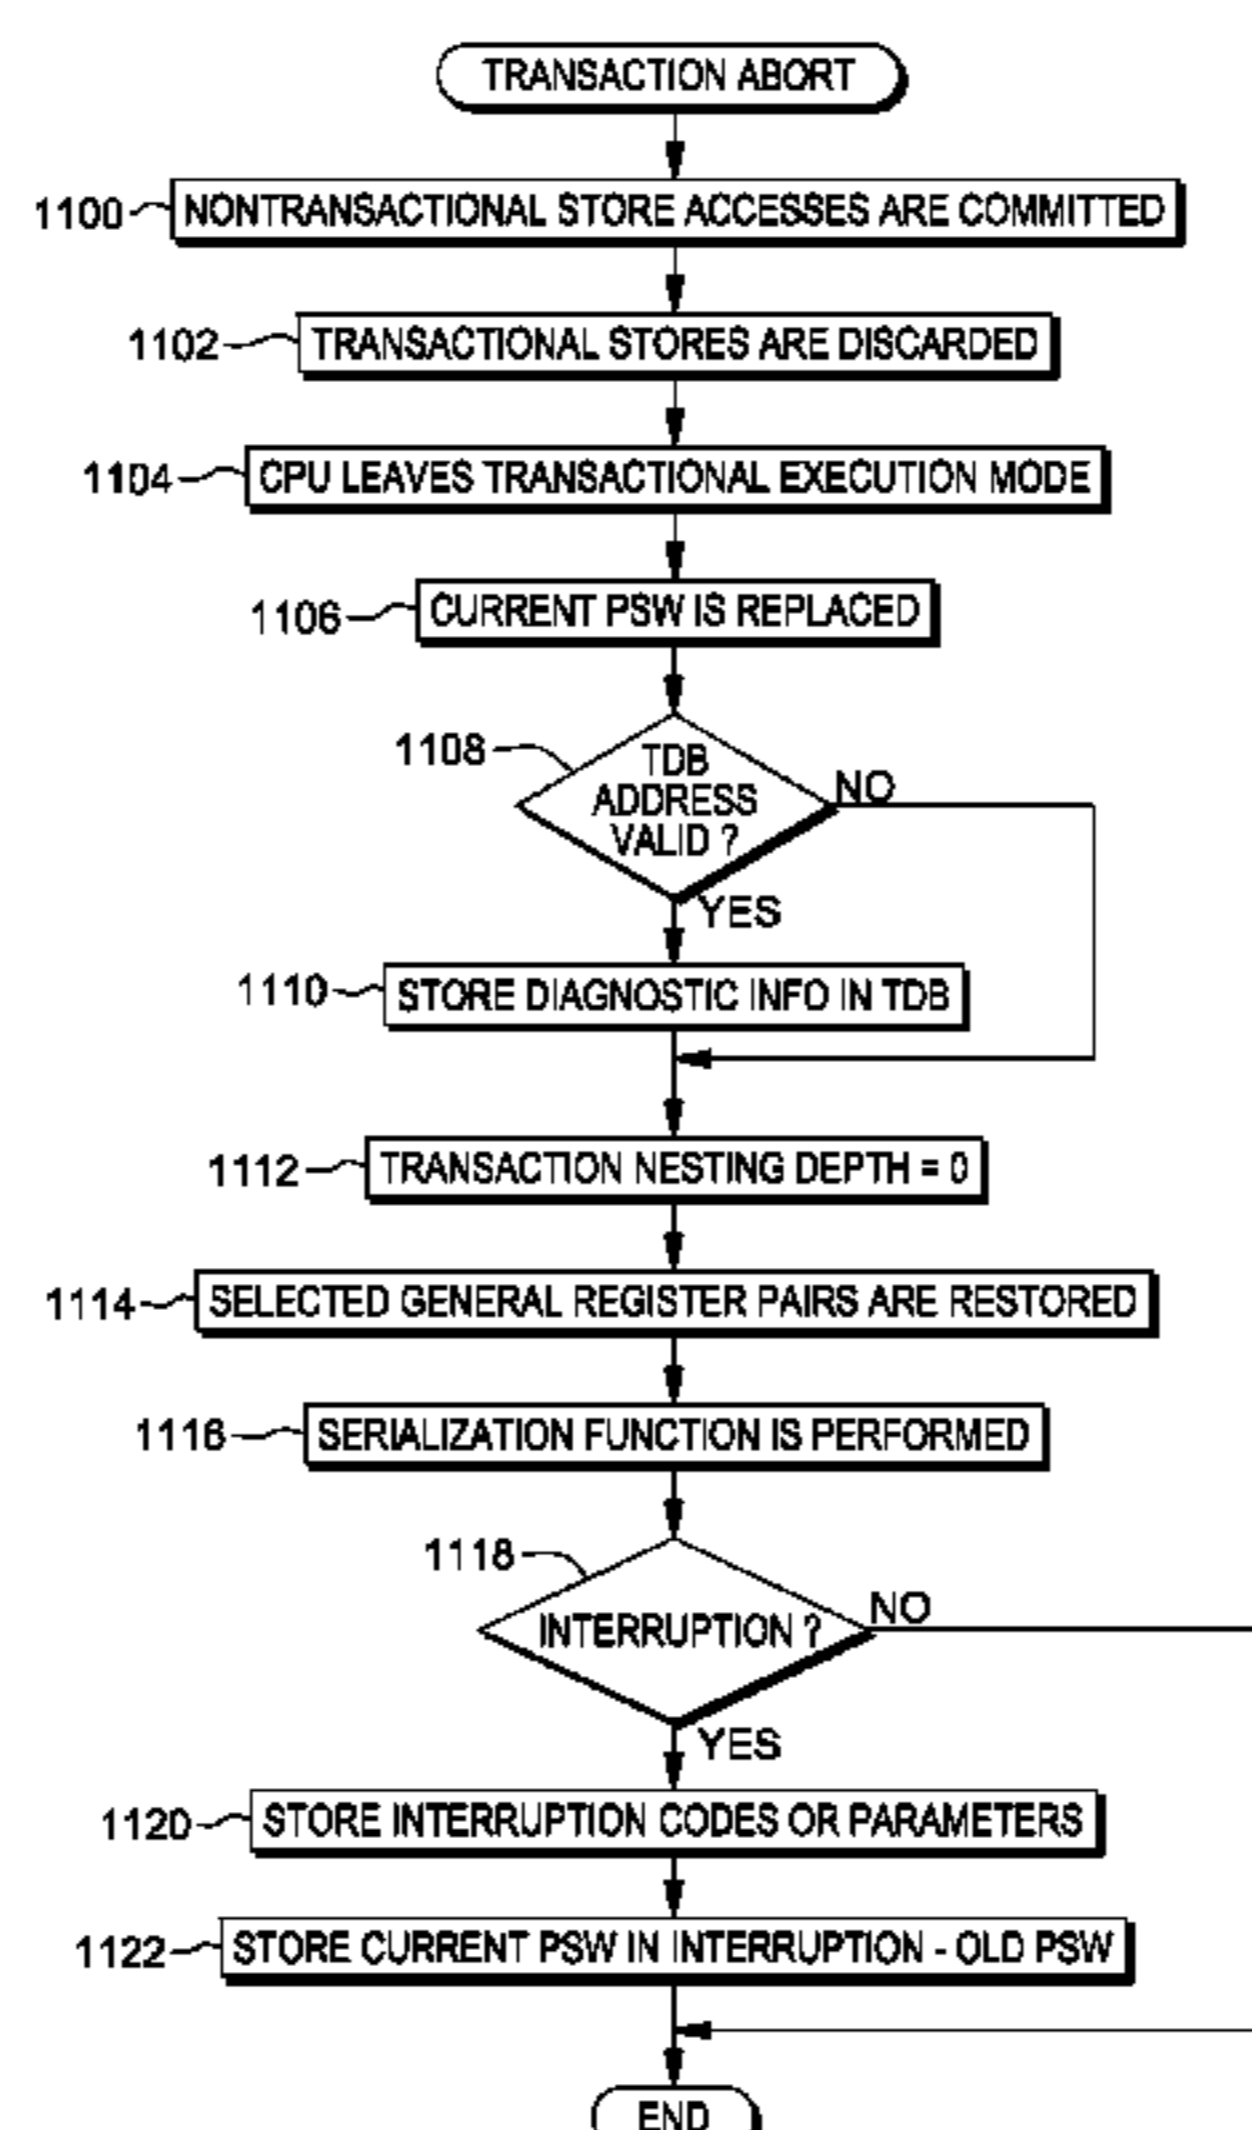 TRANSACTION ABORT
1100 NONTRANSACTIONAL STORE ACCESSES ARE COMMITTED
1102 TRANSACTIONAL STORES ARE DISCARDED
1104 CPU LEAVES TRANSACTIONAL EXECUTION MODE
1106 CURRENT PSW IS REPLACED
1108
TDB
ADDRESS
VALID ?
NO
YES
1110 STORE DIAGNOSTIC INFO IN TDB
1112 TRANSACTION NESTING DEPTH = 0
1114 SELECTED GENERAL REGISTER PAIRS ARE RESTORED
1116 SERIALIZATION FUNCTION IS PERFORMED
1118
INTERRUPTION ?
NO
YES
1120 STORE INTERRUPTION CODES OR PARAMETERS
1122 STORE CURRENT PSW IN INTERRUPTION - OLD PSW
END